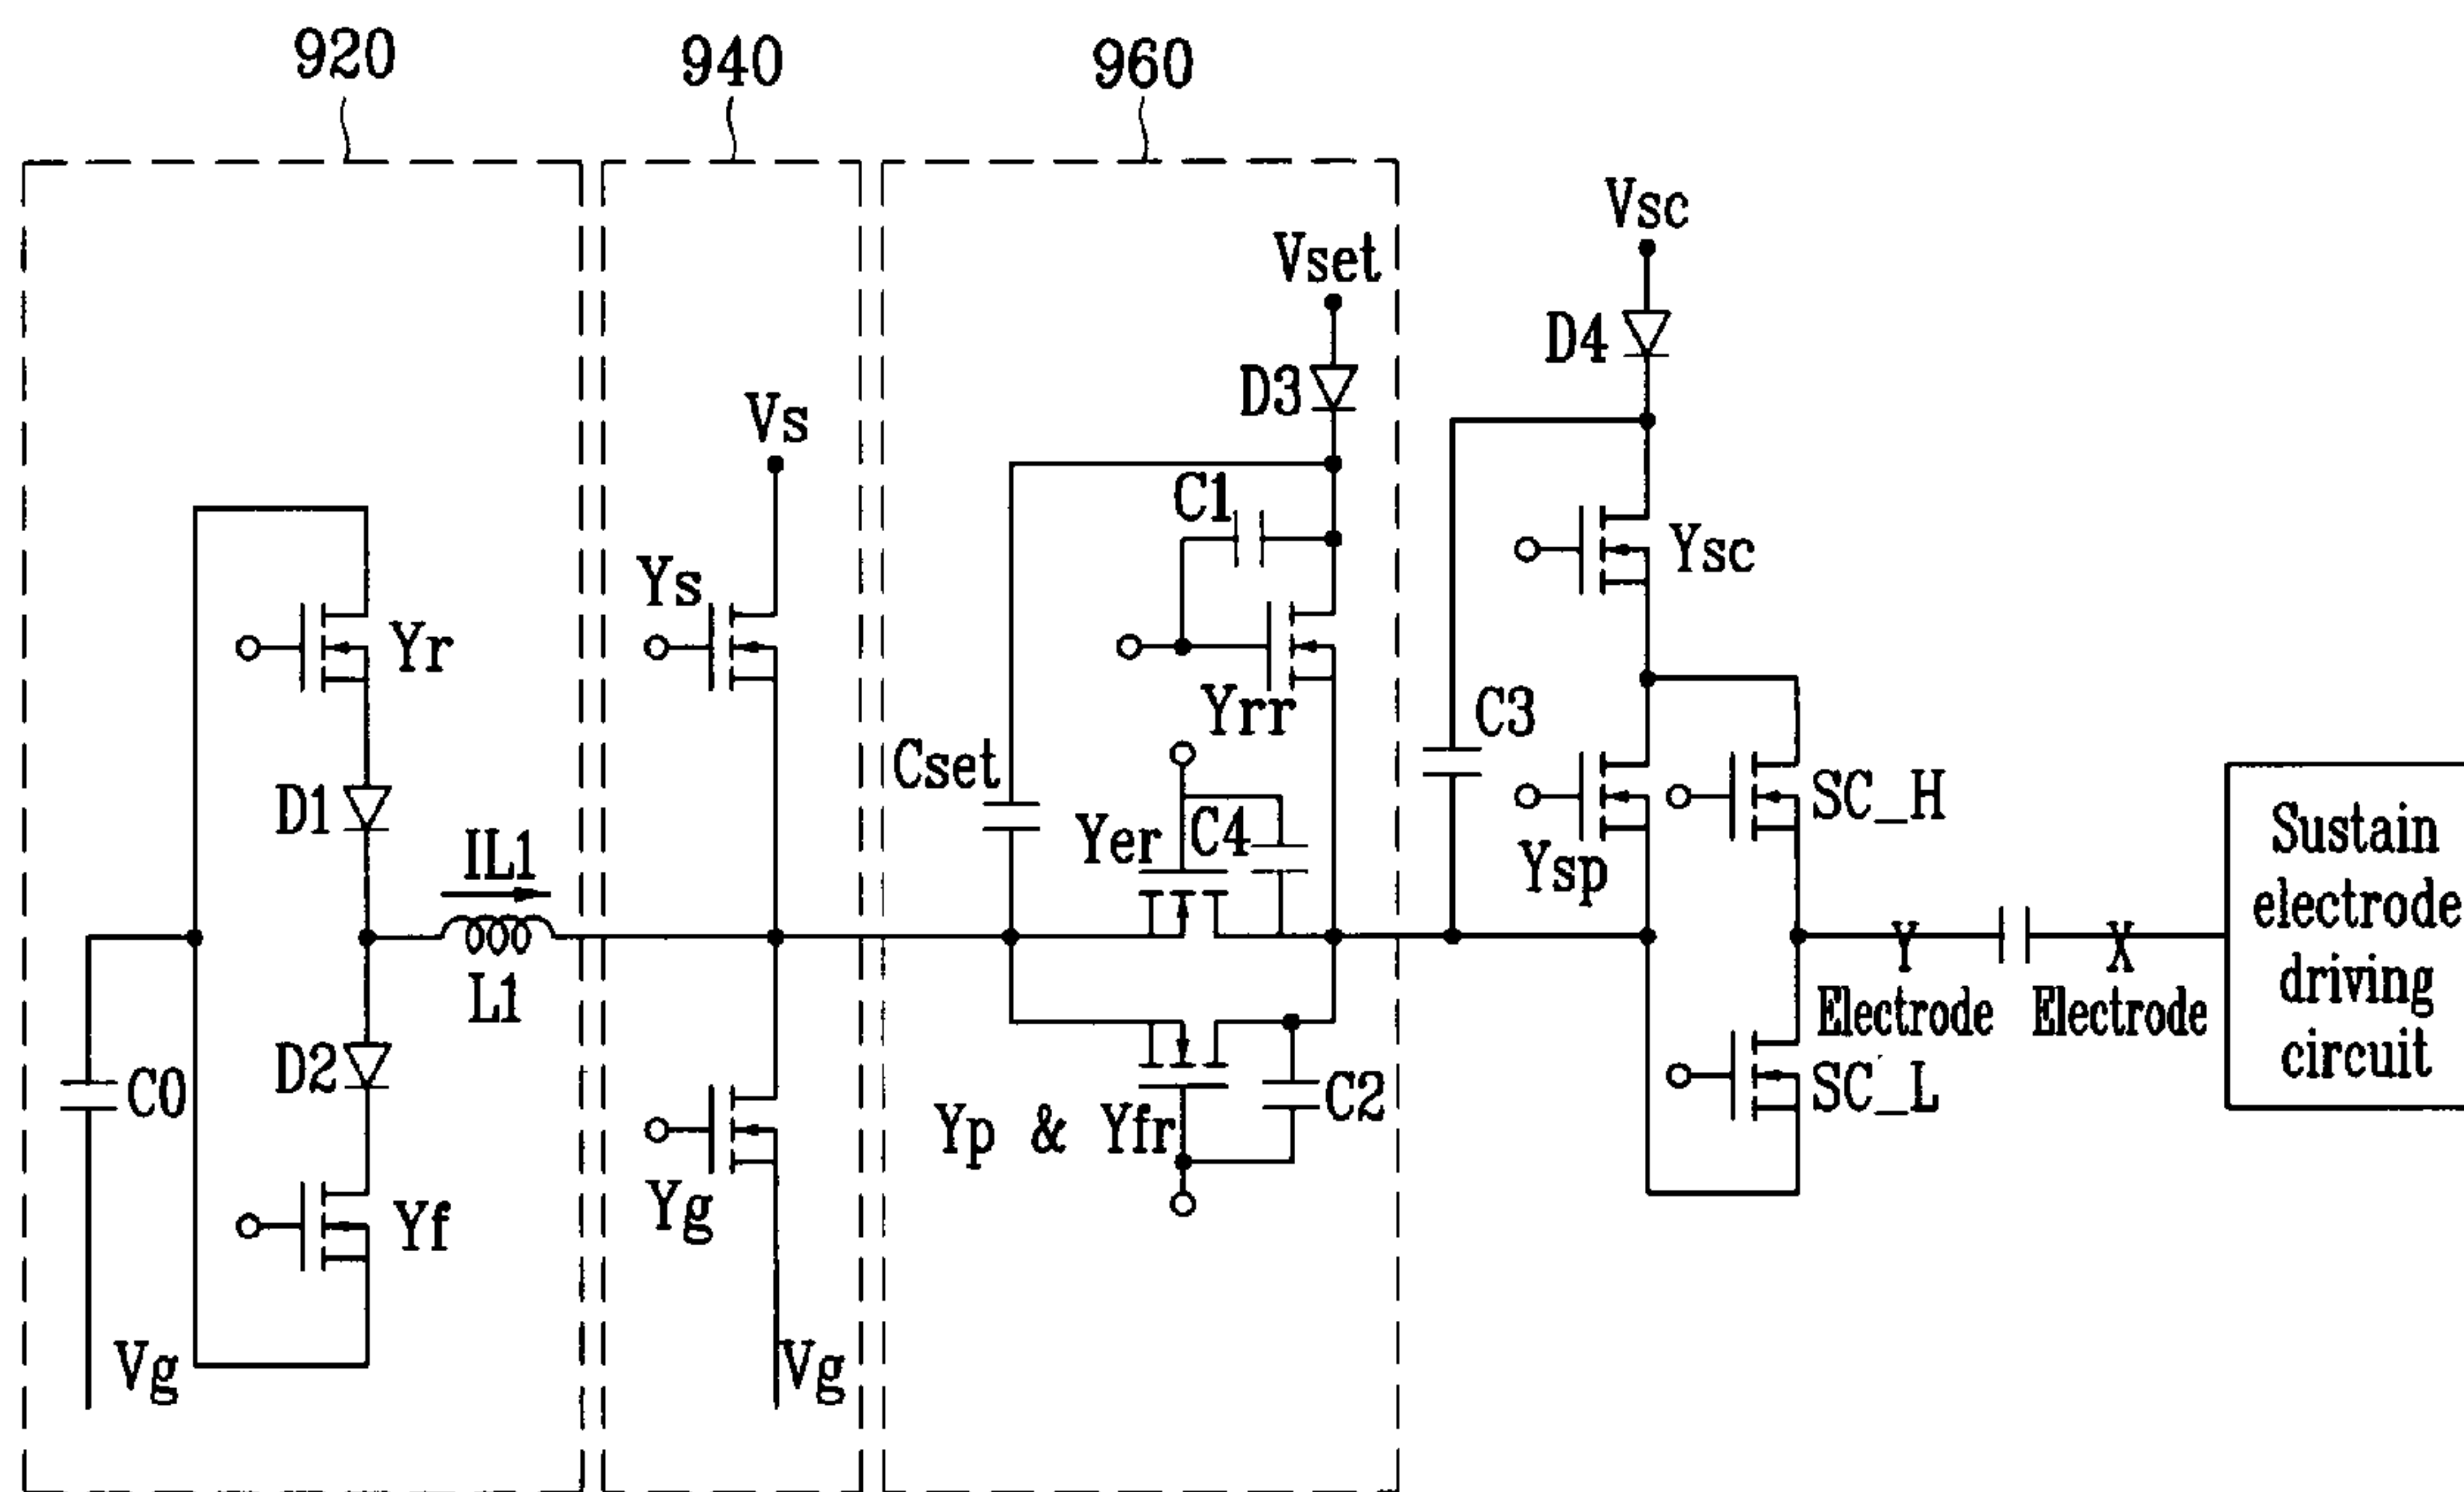 920
940
960
Vsc
Vset
D4
D3
Vs
C1
Ys
Ysc
Yr
Yrr
C3
Cset
D1
SC_H
IL1
Yer
C4
Ysp
Sustain
electrode
driving
circuit
Y
Electrode
X
Electrode
L1
D2
C0
C2
SC_L
Yp & Yfr
Yg
Yf
Vg
Vg